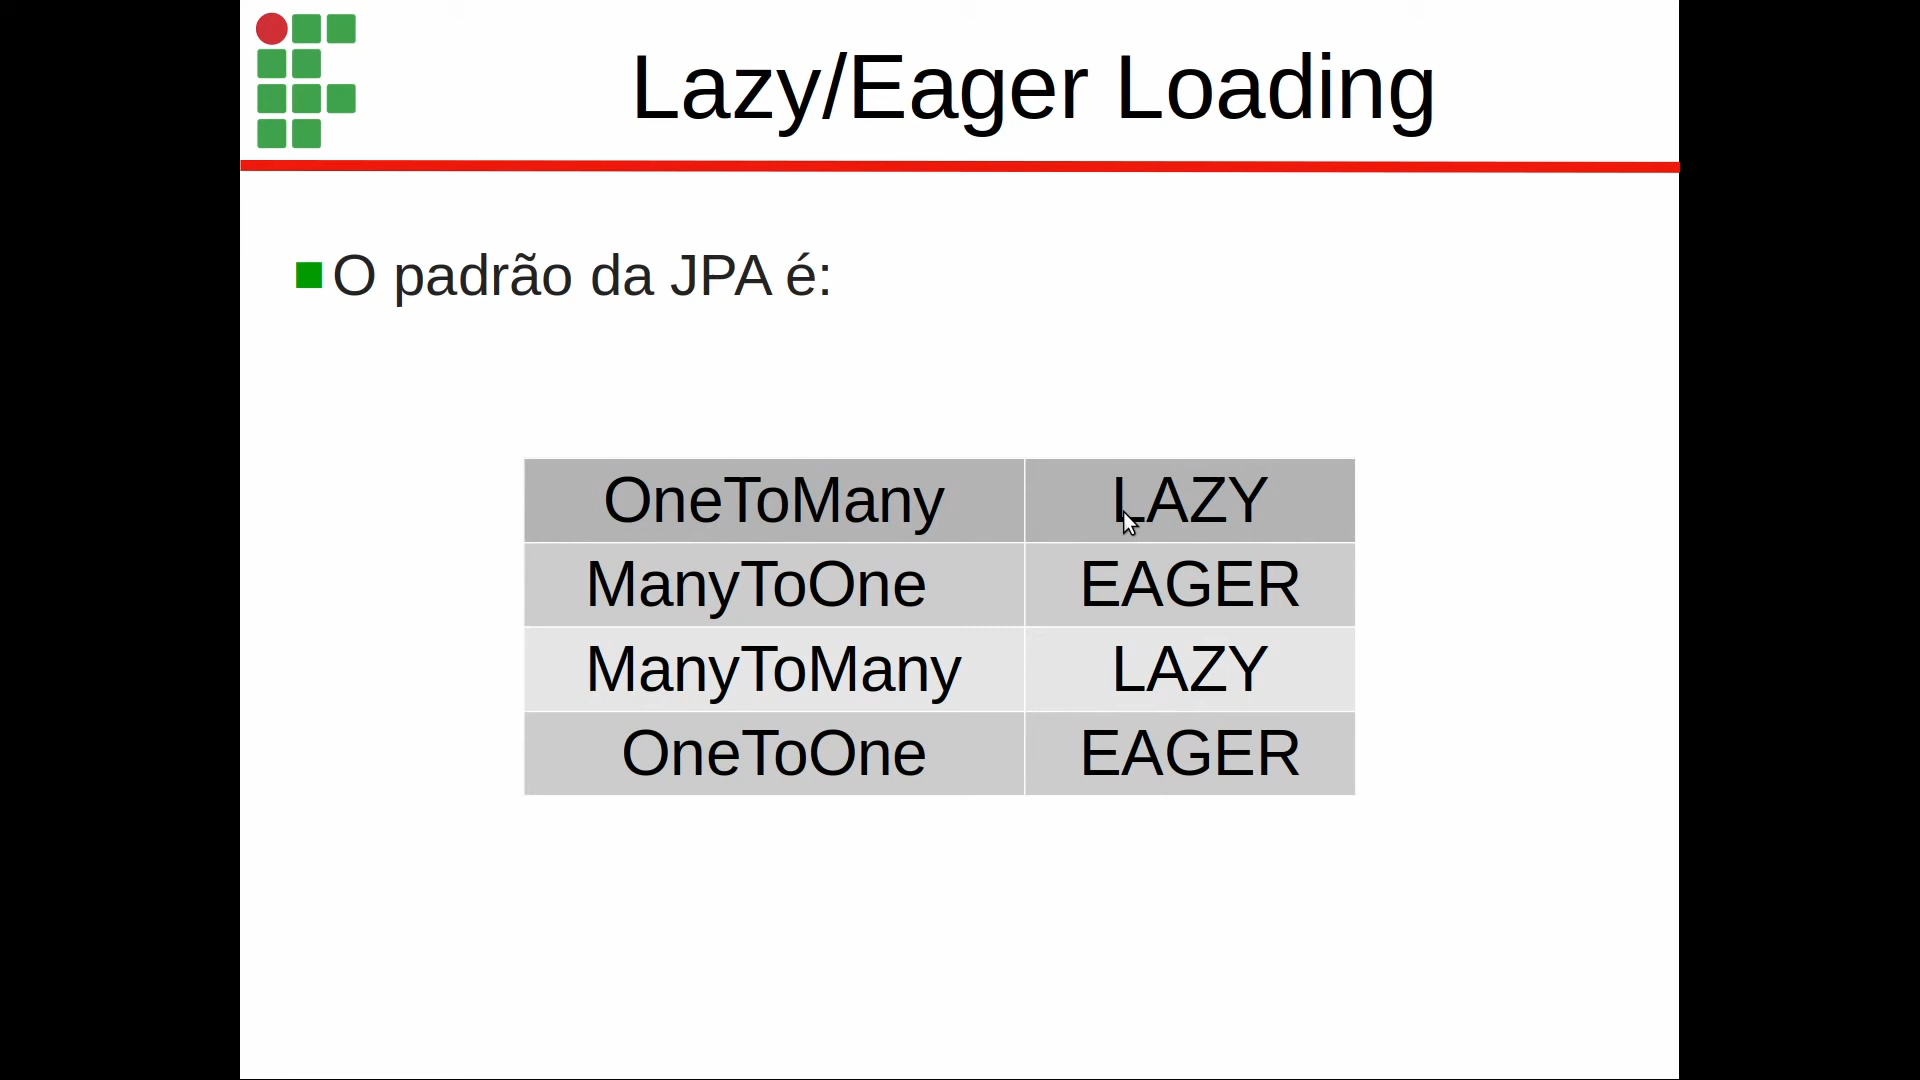 Lazy/Eager Loading
O padrão da JPA é:
OneToMany LAZY
ManyToOne EAGER
ManyToMany LAZY
OneToOne EAGER